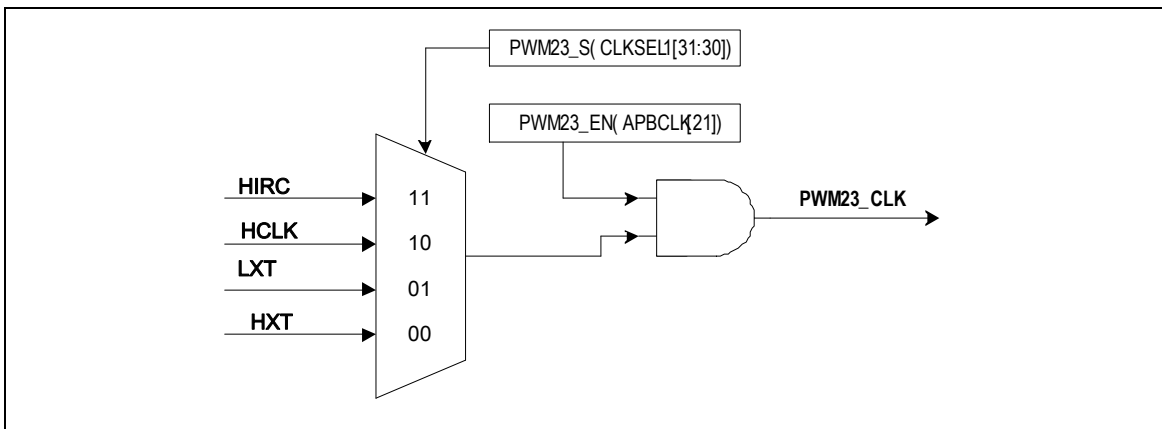 PWM23_S( CLKSEL1[31:30])
PWM23_EN( APBCLK[21])
HIRC
11
PWM23_CLK
HCLK
10
LXT
01
HXT
00